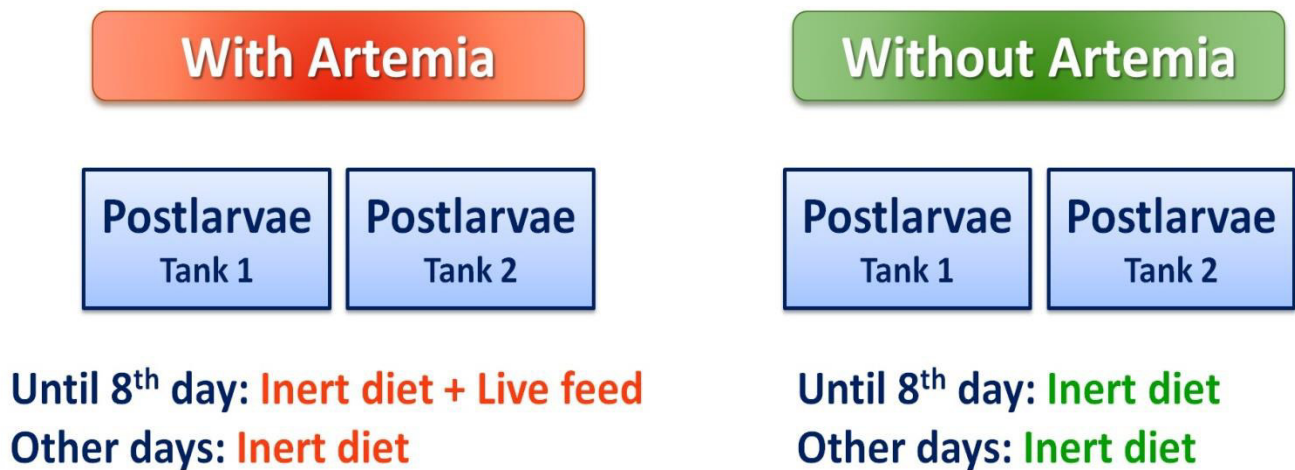 With Artemia
Without Artemia
Postlarvae
Tank 1
Postlarvae
Tank 2
Postlarvae
Tank 1
Postlarvae
Tank 2
Until 8th day: Inert diet + Live feed
Other days: Inert diet
Until 8th day: Inert diet
Other days: Inert diet